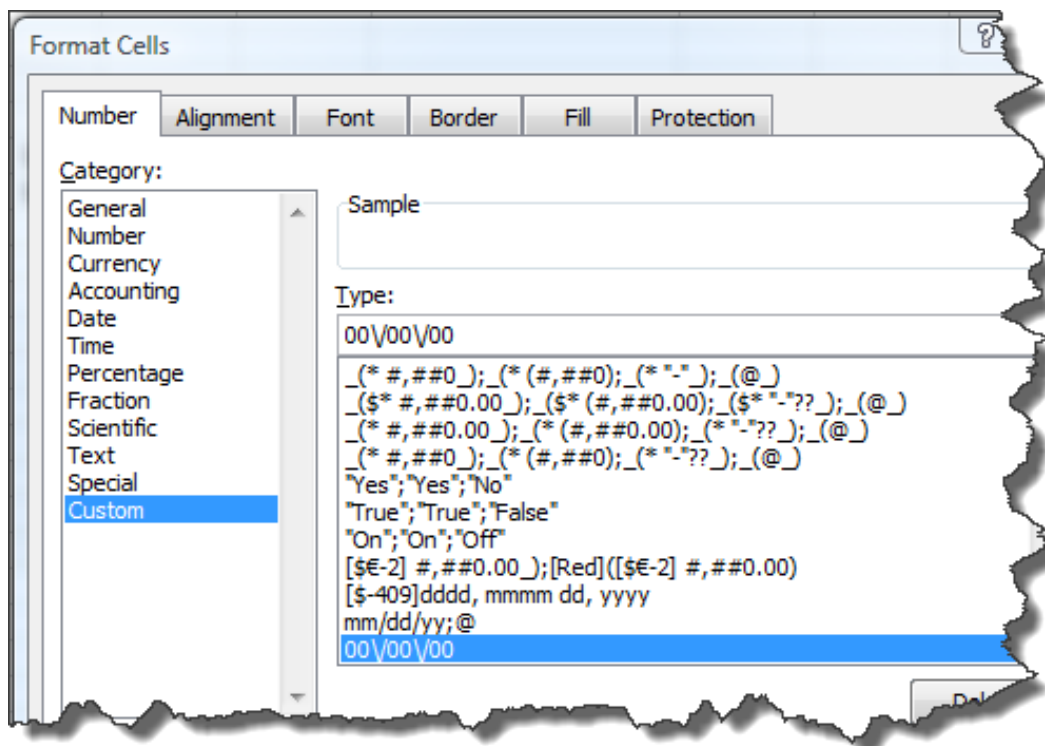 Format Cells
?
Number Alignment Font Border Fill Protection
Category:
General
Number
Currency
Accounting
Date
Time
Percentage
Fraction
Scientific
Text
Special
Custom
Sample
Type:
00\/00\/00
_(* #,##0_);_(* (#,##0);_(* "-"_);_(@_)
_($* #,##0.00_);_($* (#,##0.00);_($* "-"??_);_(@_)
_(* #,##0.00_);_(* (#,##0.00);_(* "-"??_);_(@_)
_(* #,##0_);_(* (#,##0);_(* "-"??_);_(@_)
"Yes";"Yes";"No"
"True";"True";"False"
"On";"On";"Off"
[$€-2] #,##0.00_);[Red]([$€-2] #,##0.00)
[$-409]dddd, mmmm dd, yyyy
mm/dd/yy;@
00\/00\/00